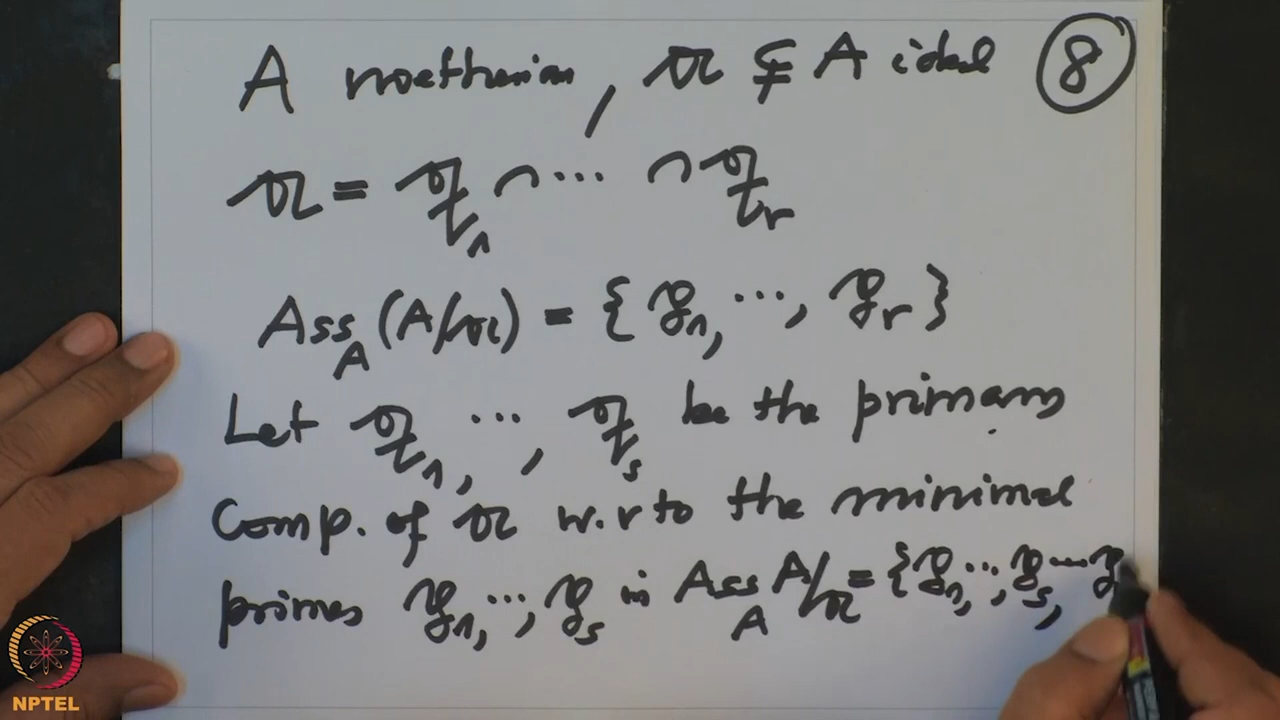 A noetherian, 𝔞 ⊊ A ideal ⑧
𝔞 = 𝔮₁ ∩ ⋯ ∩ 𝔮ᵣ
Ass_A (A/𝔞) = { 𝔭₁, ⋯, 𝔭ᵣ }
Let 𝔮₁, ⋯, 𝔮ₛ be the primary
Comp. of 𝔞 w.r to the minimal
primes 𝔭₁, ⋯, 𝔭ₛ in Ass_A A/𝔞 = { 𝔭₁, ⋯, 𝔭ₛ, ⋯ 𝔭
NPTEL